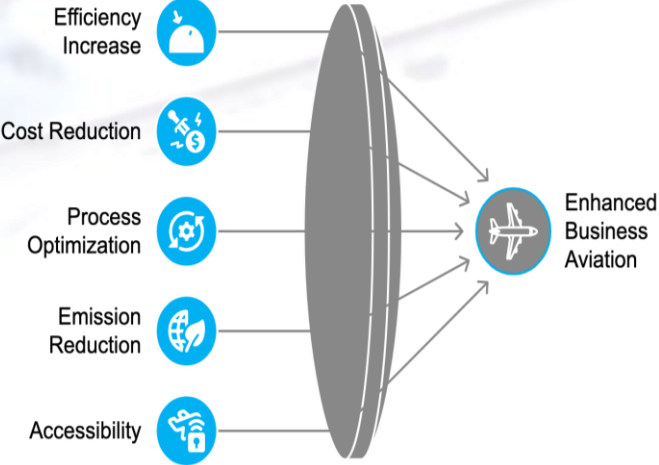 Efficiency
Increase
Cost Reduction
Process
Optimization
Emission
Reduction
Accessibility
Enhanced
Business
Aviation
$